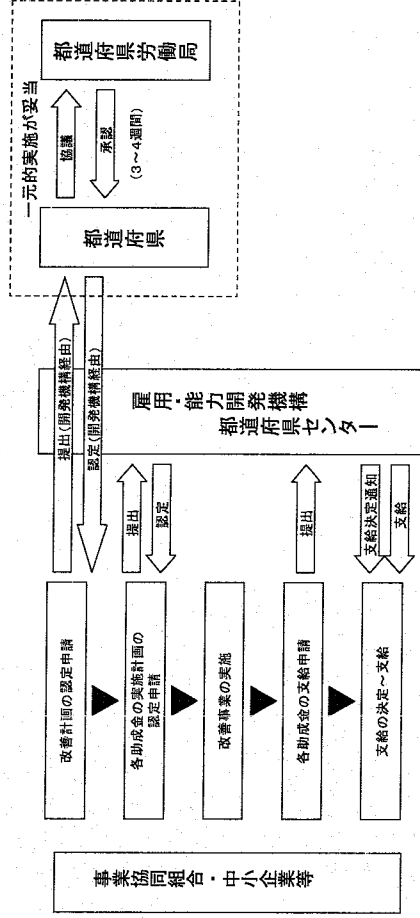 事業協同組合・中小企業等
改善計画の認定申請
各助成金の実施計画の
認定申請
改善事業の実施
各助成金の支給申請
支給の決定～支給
提出(開発機構経由)
認定(開発機構経由)
提出
認定
提出
支給決定通知
支給
雇用・能力開発機構
都道府県センター
一元的実施が妥当
都道府県
協議
承認
(3～4週間)
都道府県労働局